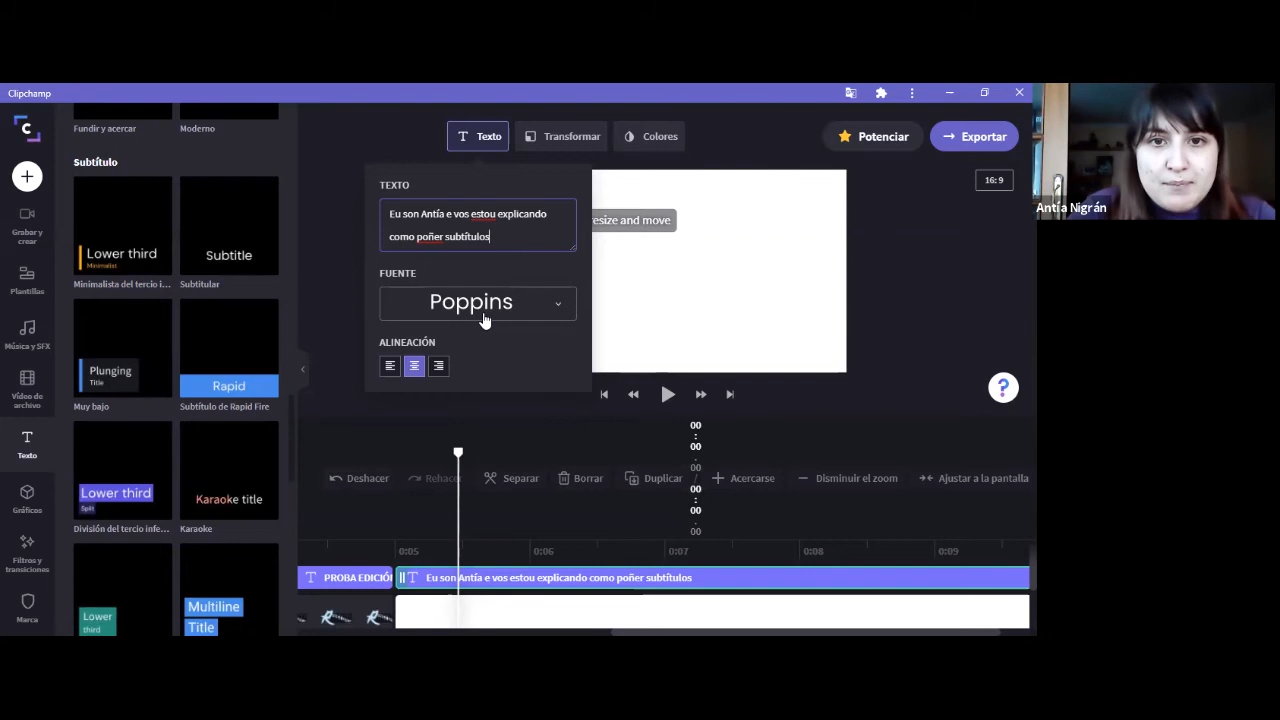 Clipchamp
Grabar y
crear
Plantillas
Música y SFX
Vídeo de
archivo
Texto
Gráficos
Filtros y
transiciones
Marca
Fundir y acercar
Moderno
Subtítulo
Lower third
Minimalist
Minimalista del tercio i...
Subtitle
Subtitular
Plunging
Title
Muy bajo
Rapid
Subtítulo de Rapid Fire
Lower third
Split
División del tercio infe...
Karaoke title
Karaoke
Lower
third
Multiline
Title
Texto
Transformar
Colores
Potenciar
Exportar
TEXTO
Eu son Antía e vos estou explicando
como poñer subtítulos
FUENTE
Poppins
ALINEACIÓN
resize and move
16:9
?
Antía Nigrán
00
:
00
.
00
/
00
:
00
.
00
Deshacer
Rehacer
Separar
Borrar
Duplicar
Acercarse
Disminuir el zoom
Ajustar a la pantalla
0:05
0:06
0:07
0:08
0:09
PROBA EDICIÓ
Eu son Antía e vos estou explicando como poñer subtítulos